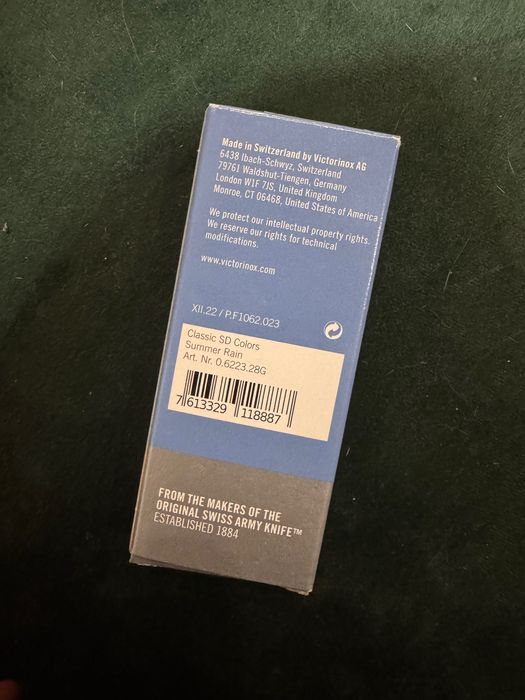 Made in Switzerland by Victorinox AG
6438 Ibach-Schwyz, Switzerland
79761 Waldshut-Tiengen, Germany
London W1F 7JS, United Kingdom
Monroe, CT 06468, United States of America
We protect our intellectual property rights.
We reserve our rights for technical
modifications.
www.victorinox.com
XII.22 / P.F1062.023
Classic SD Colors
Summer Rain
Art. Nr. 0.6223.28G
7 613329 118887
FROM THE MAKERS OF THE
ORIGINAL SWISS ARMY KNIFE™
ESTABLISHED 1884